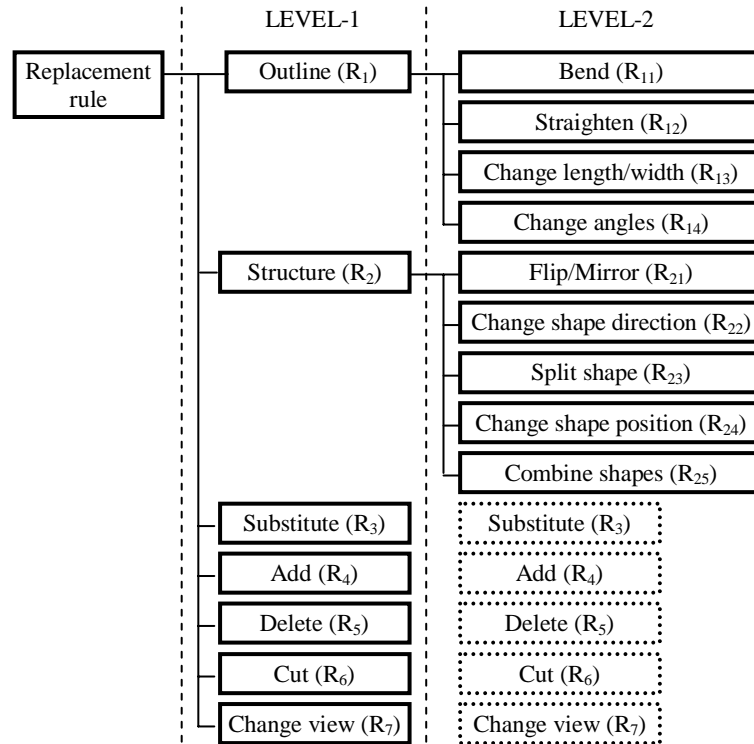 LEVEL-1 LEVEL-2
Replacement
rule
Outline (R₁)
Bend (R₁₁)
Straighten (R₁₂)
Change length/width (R₁₃)
Change angles (R₁₄)
Structure (R₂)
Flip/Mirror (R₂₁)
Change shape direction (R₂₂)
Split shape (R₂₃)
Change shape position (R₂₄)
Combine shapes (R₂₅)
Substitute (R₃) Substitute (R₃)
Add (R₄) Add (R₄)
Delete (R₅) Delete (R₅)
Cut (R₆) Cut (R₆)
Change view (R₇) Change view (R₇)